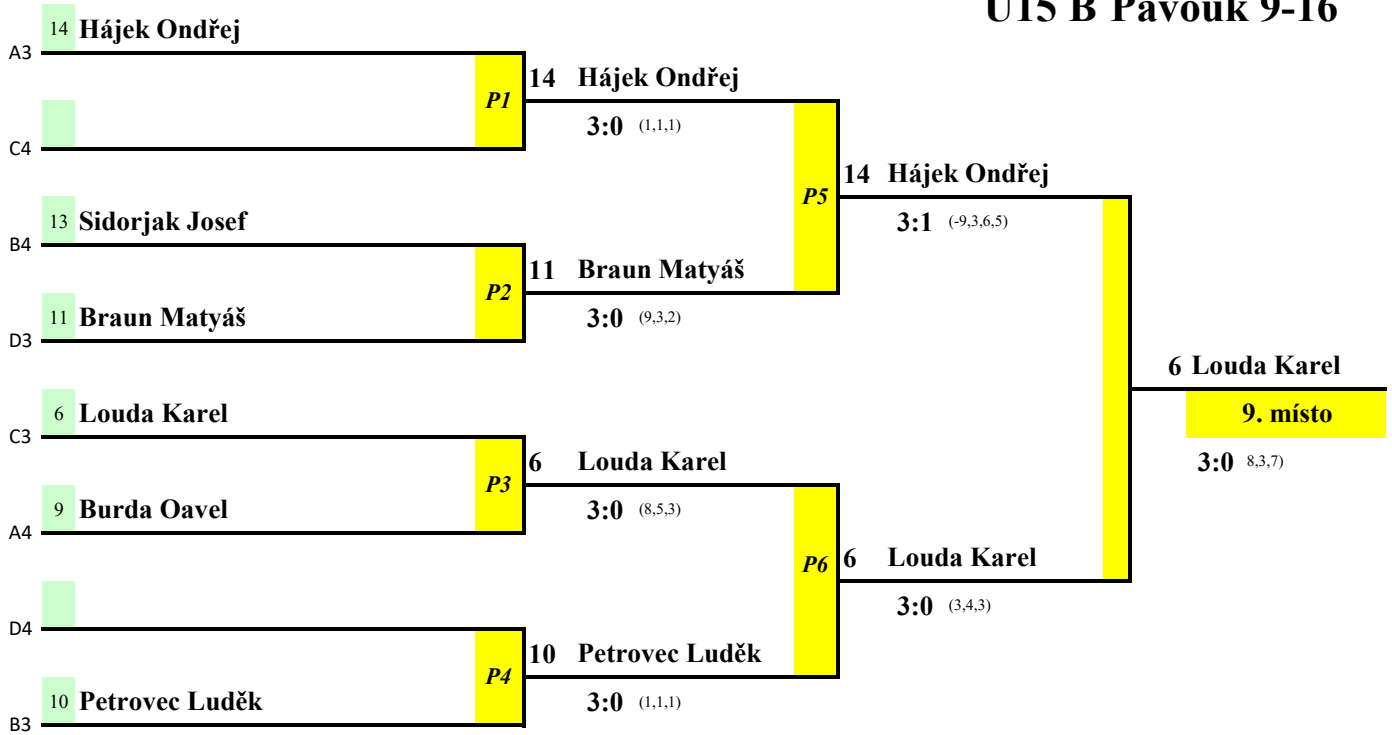 U15 B Pavouk 9-16
14 Hájek Ondřej
A3
14 Hájek Ondřej
P1
3:0 (1,1,1)
C4
14 Hájek Ondřej
P5
3:1 (-9,3,6,5)
13 Sidorjak Josef
B4
11 Braun Matyáš
P2
3:0 (9,3,2)
11 Braun Matyáš
D3
6 Louda Karel
9. místo
3:0 8,3,7)
6 Louda Karel
C3
6 Louda Karel
P3
3:0 (8,5,3)
9 Burda Oavel
A4
P6
6 Louda Karel
3:0 (3,4,3)
D4
10 Petrovec Luděk
P4
3:0 (1,1,1)
10 Petrovec Luděk
B3